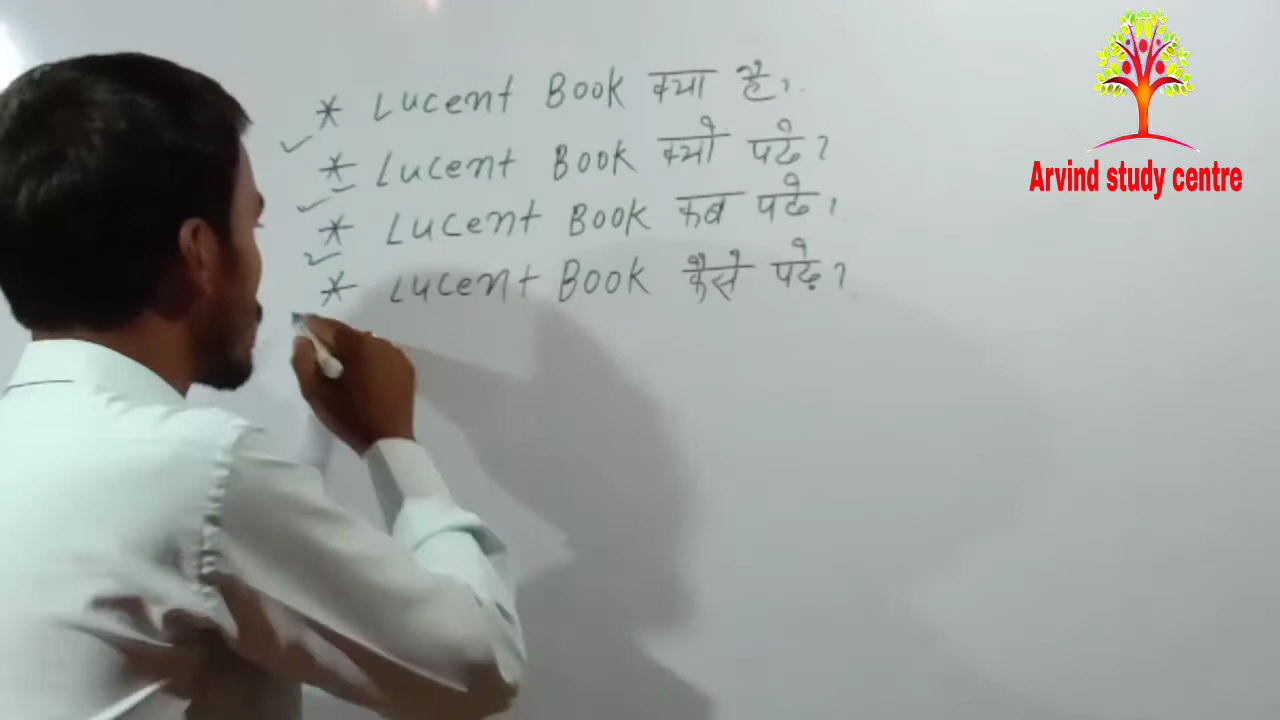 * Lucent Book क्या है?
* Lucent Book क्यों पढे?
* Lucent Book कब पढे?
* Lucent Book कैसे पढ़े?
Arvind study centre